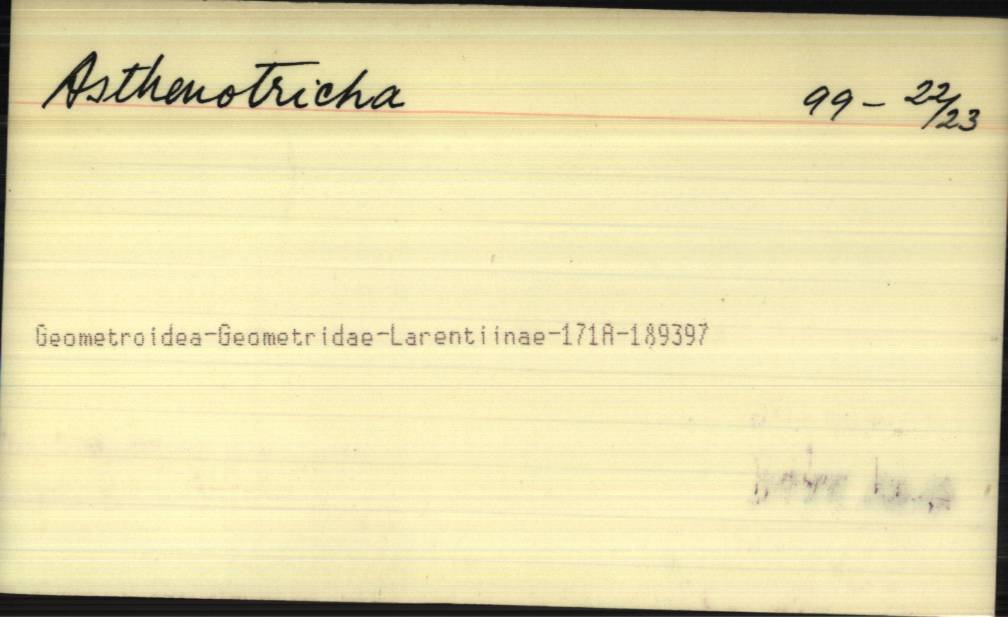 Asthenotricha 99-22/23
Geometroidea-Geometridae-Larentiinae-171A-189397